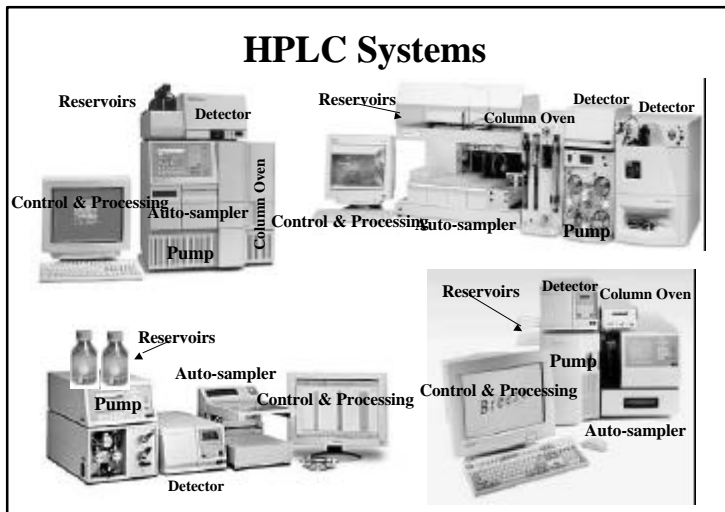 HPLC Systems
Reservoirs
Detector
Control & Processing
Auto-sampler
Column Oven
Pump
Reservoirs
Detector
Detector
Column Oven
Control & Processing
Auto-sampler
Pump
Reservoirs
Pump
Auto-sampler
Control & Processing
Detector
Reservoirs
Detector
Column Oven
Pump
Control & Processing
Breeze
Auto-sampler